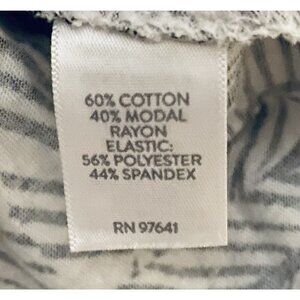 60% COTTON
40% MODAL
RAYON
ELASTIC:
56% POLYESTER
44% SPANDEX
RN 97641